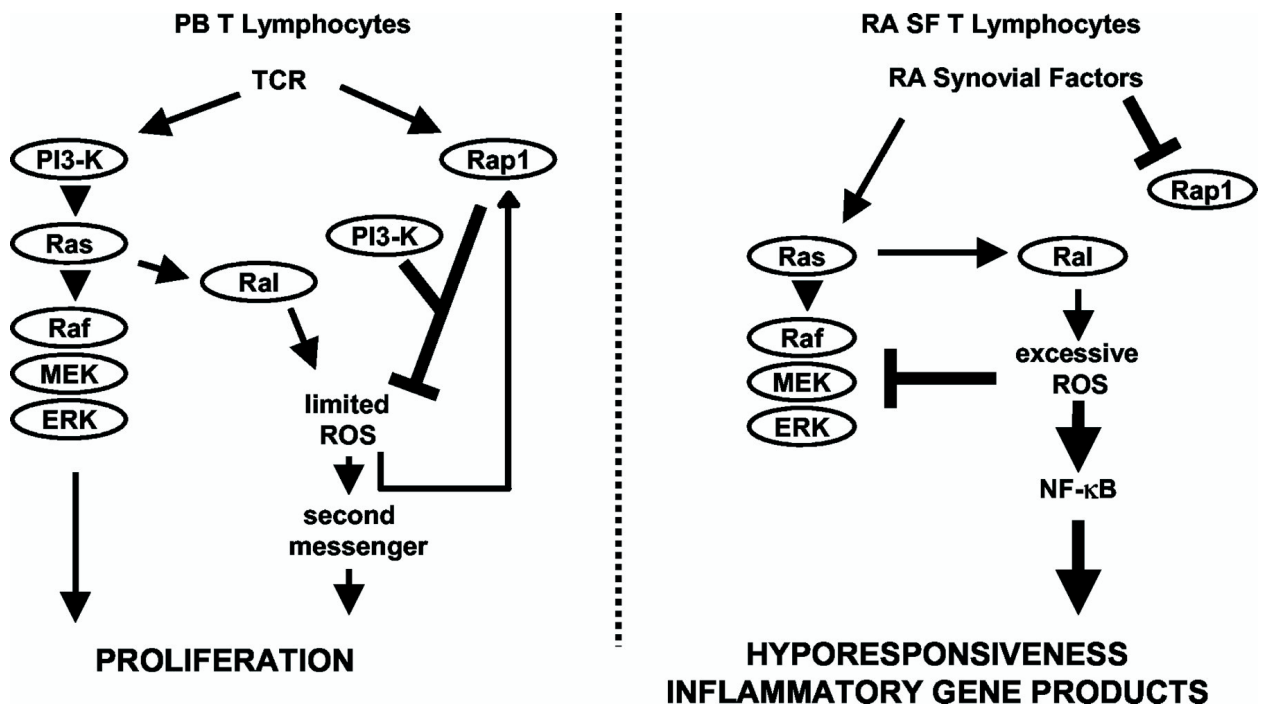 PB T Lymphocytes
TCR
PI3-K
Rap1
Ras
PI3-K
Ral
Raf
MEK
ERK
limited
ROS
second
messenger
PROLIFERATION
RA SF T Lymphocytes
RA Synovial Factors
Rap1
Ras
Ral
Raf
MEK
ERK
excessive
ROS
NF-κB
HYPORESPONSIVENESS
INFLAMMATORY GENE PRODUCTS